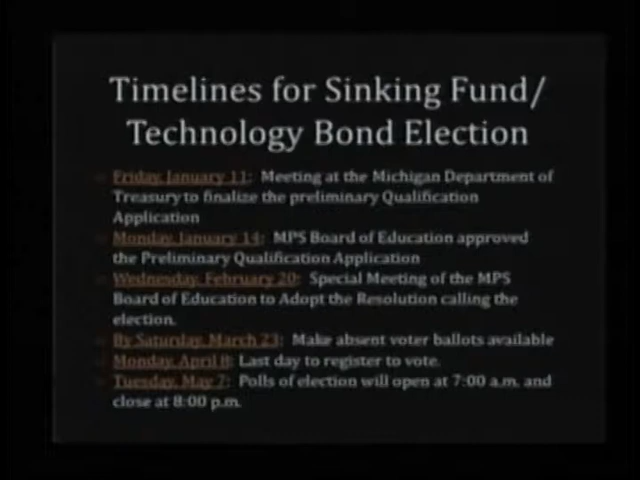 Timelines for Sinking Fund/
Technology Bond Election
Friday, January 11: Meeting at the Michigan Department of
Treasury to finalize the preliminary Qualification
Application
Monday, January 14: MPS Board of Education approved
the Preliminary Qualification Application
Wednesday, February 20: Special Meeting of the MPS
Board of Education to Adopt the Resolution calling the
election.
By Saturday, March 23: Make absent voter ballots available
Monday, April 8: Last day to register to vote.
Tuesday, May 7: Polls of election will open at 7:00 a.m. and
close at 8:00 p.m.